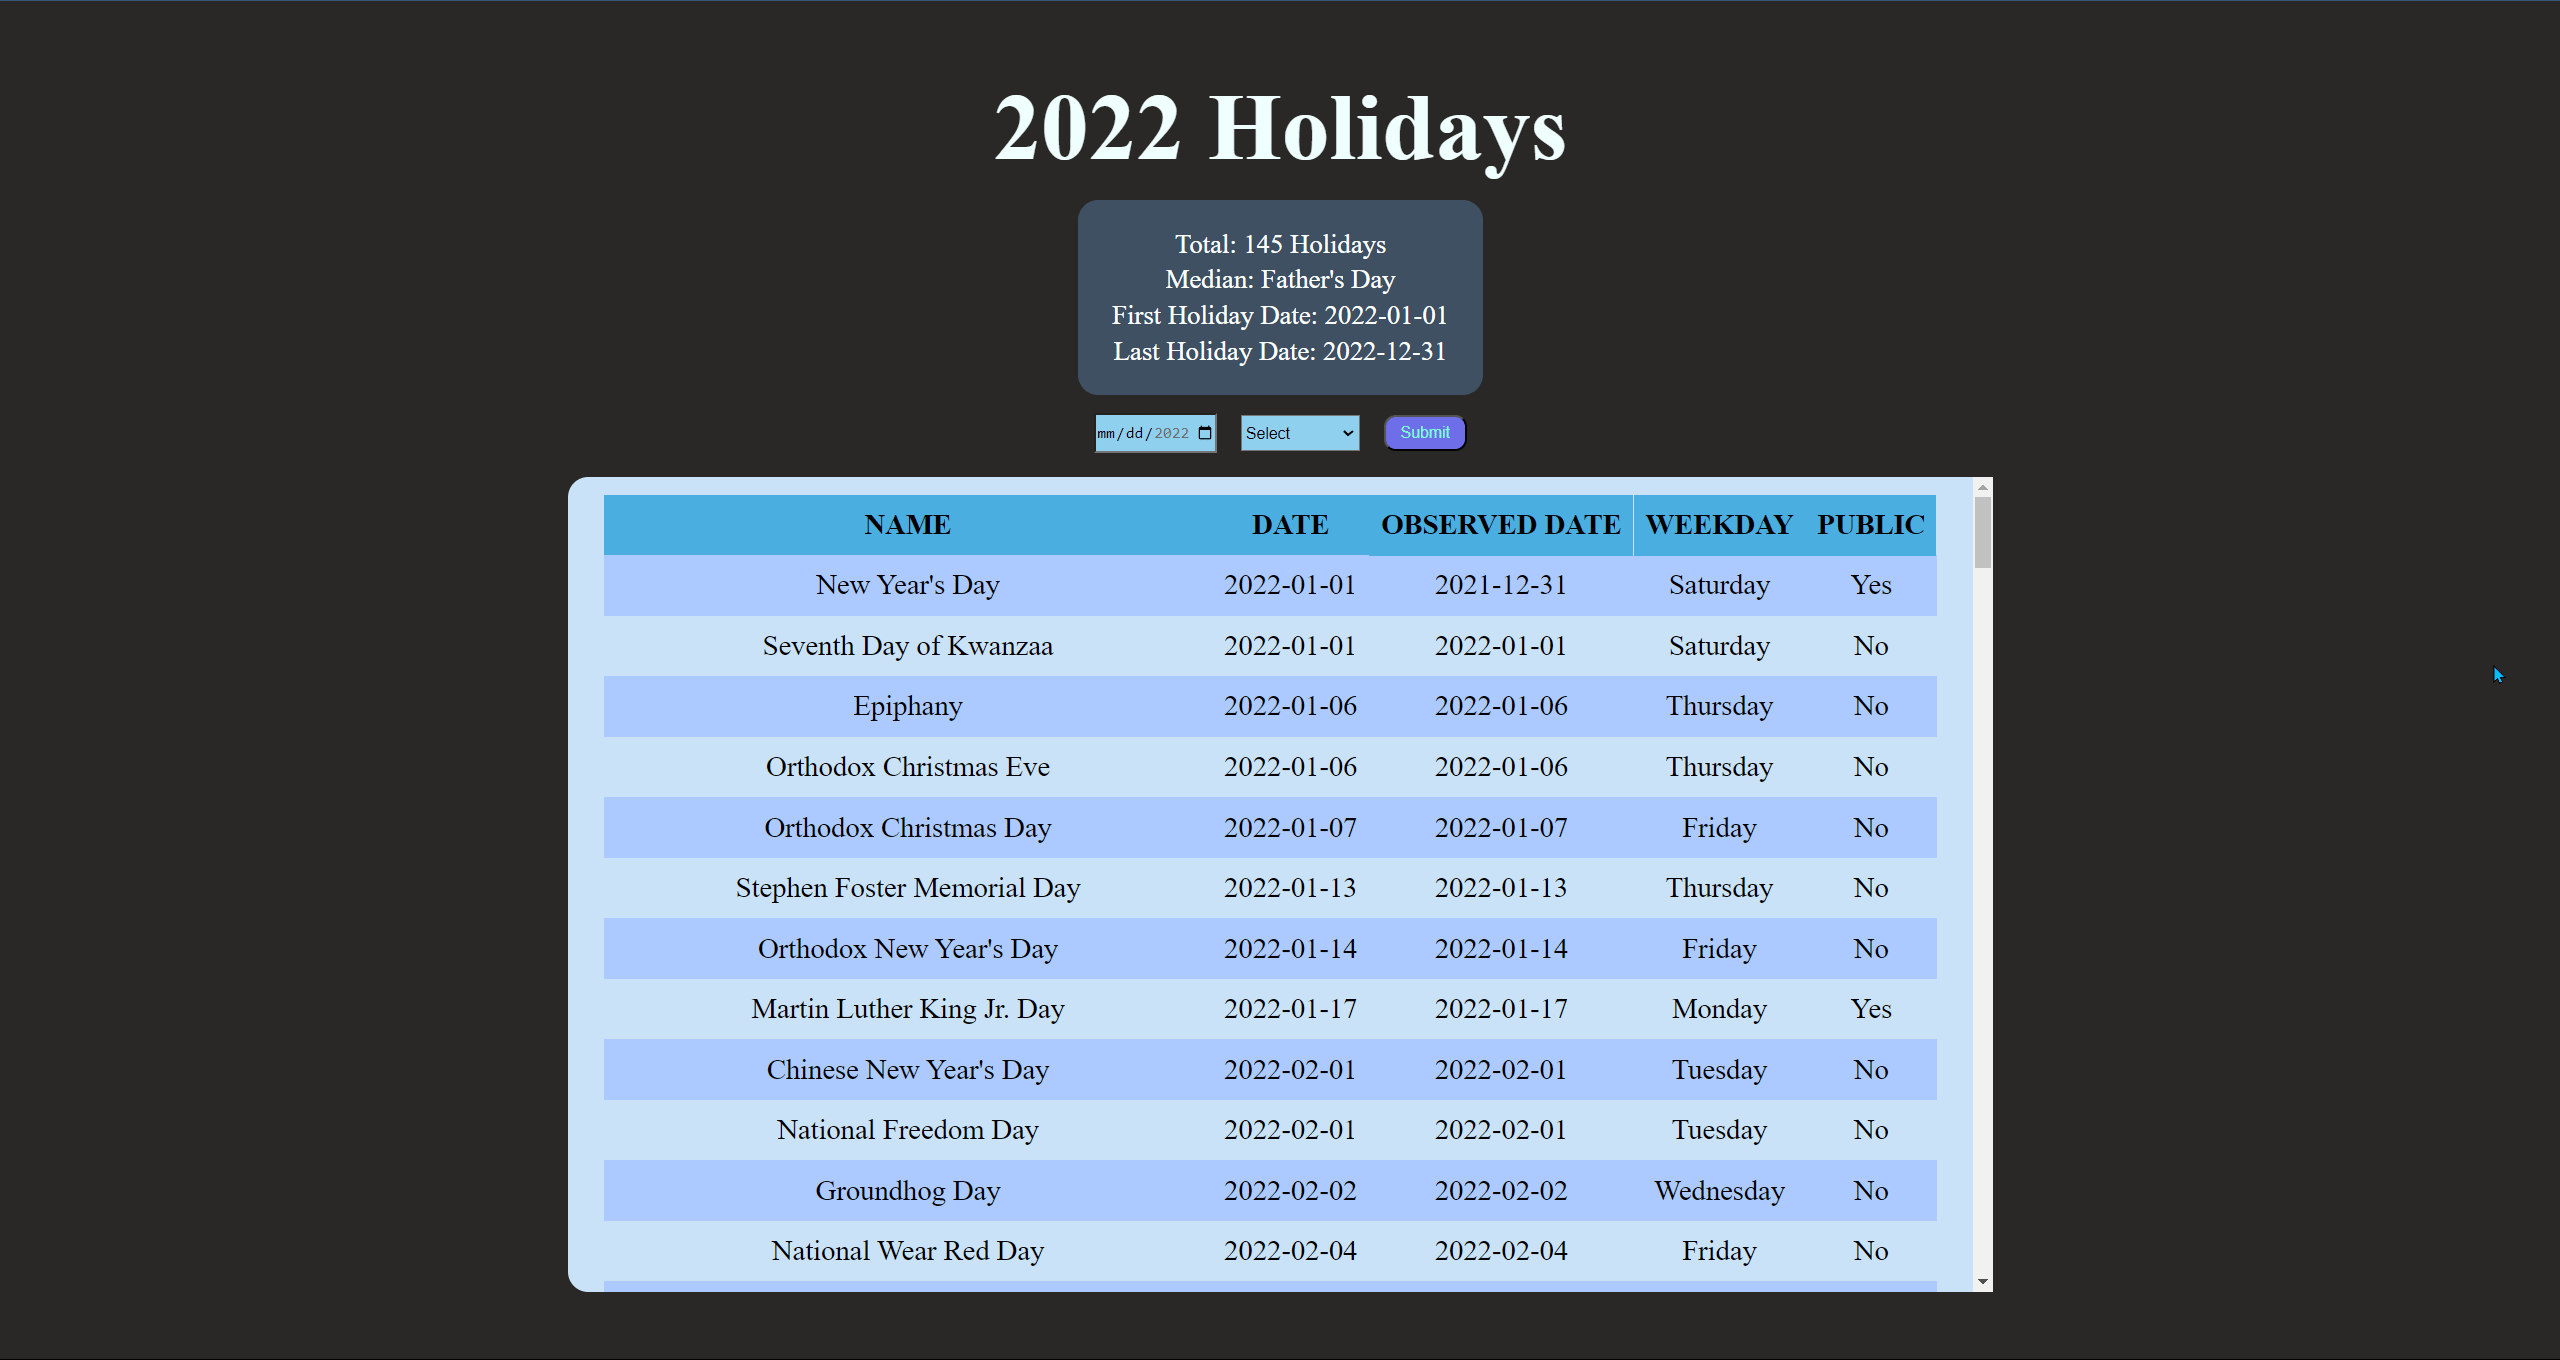 2022 Holidays
Total: 145 Holidays
Median: Father's Day
First Holiday Date: 2022-01-01
Last Holiday Date: 2022-12-31
mm/dd/2022 Select Submit
NAME DATE OBSERVED DATE WEEKDAY PUBLIC
New Year's Day 2022-01-01 2021-12-31 Saturday Yes
Seventh Day of Kwanzaa 2022-01-01 2022-01-01 Saturday No
Epiphany 2022-01-06 2022-01-06 Thursday No
Orthodox Christmas Eve 2022-01-06 2022-01-06 Thursday No
Orthodox Christmas Day 2022-01-07 2022-01-07 Friday No
Stephen Foster Memorial Day 2022-01-13 2022-01-13 Thursday No
Orthodox New Year's Day 2022-01-14 2022-01-14 Friday No
Martin Luther King Jr. Day 2022-01-17 2022-01-17 Monday Yes
Chinese New Year's Day 2022-02-01 2022-02-01 Tuesday No
National Freedom Day 2022-02-01 2022-02-01 Tuesday No
Groundhog Day 2022-02-02 2022-02-02 Wednesday No
National Wear Red Day 2022-02-04 2022-02-04 Friday No